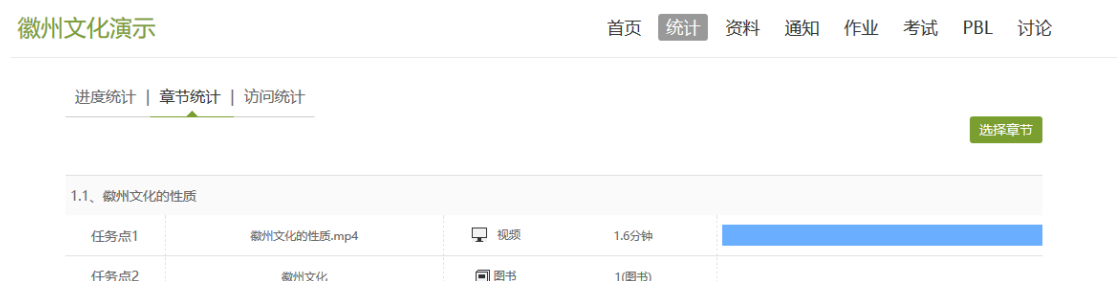 徽州文化演示
首页 统计 资料 通知 作业 考试 PBL 讨论
进度统计 | 章节统计 | 访问统计
选择章节
1.1、徽州文化的性质
任务点1 徽州文化的性质.mp4 视频 1.6分钟
任务点2 徽州文化 图书 1(图书)